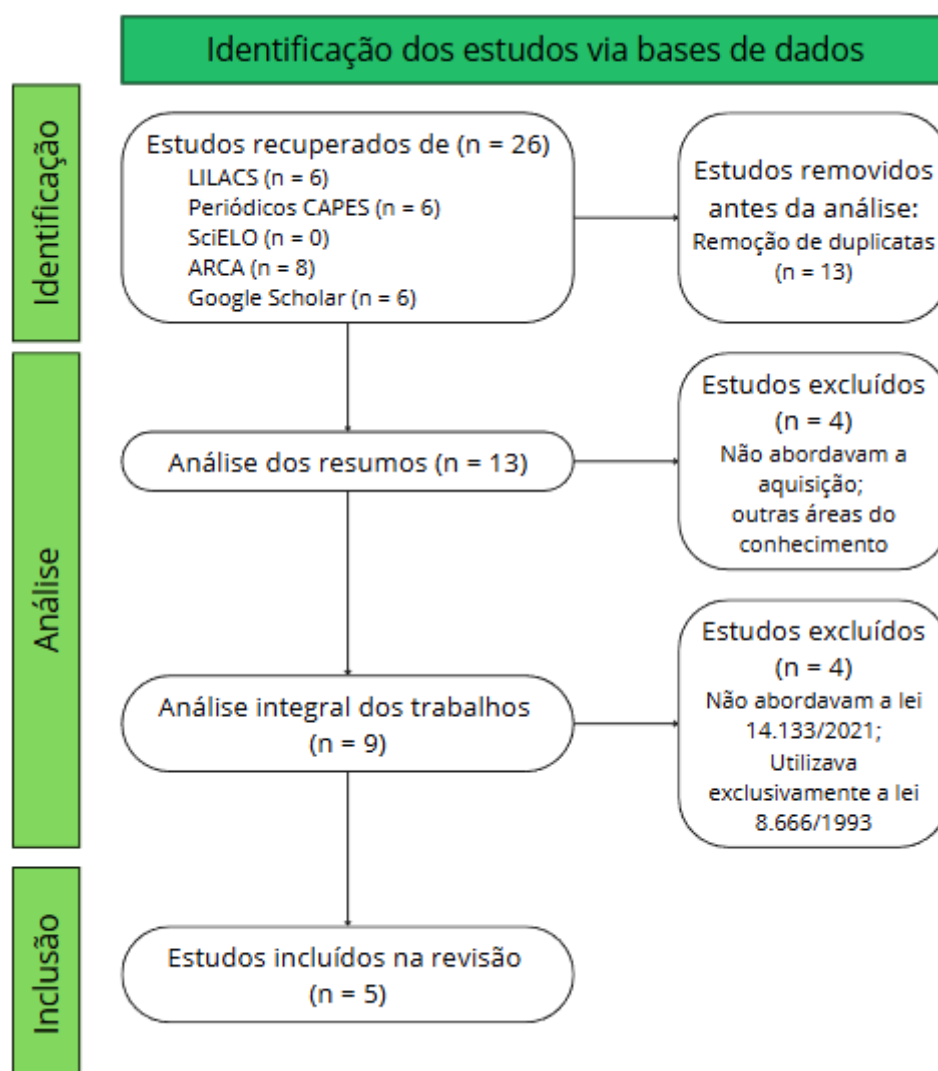 Identificação dos estudos via bases de dados
Identificação
Estudos recuperados de (n = 26)
LILACS (n = 6)
Periódicos CAPES (n = 6)
SciELO (n = 0)
ARCA (n = 8)
Google Scholar (n = 6)
Estudos removidos
antes da análise:
Remoção de duplicatas
(n = 13)
Análise
Análise dos resumos (n = 13)
Estudos excluídos
(n = 4)
Não abordavam a
aquisição;
outras áreas do
conhecimento
Análise integral dos trabalhos
(n = 9)
Estudos excluídos
(n = 4)
Não abordavam a lei
14.133/2021;
Utilizava
exclusivamente a lei
8.666/1993
Inclusão
Estudos incluídos na revisão
(n = 5)